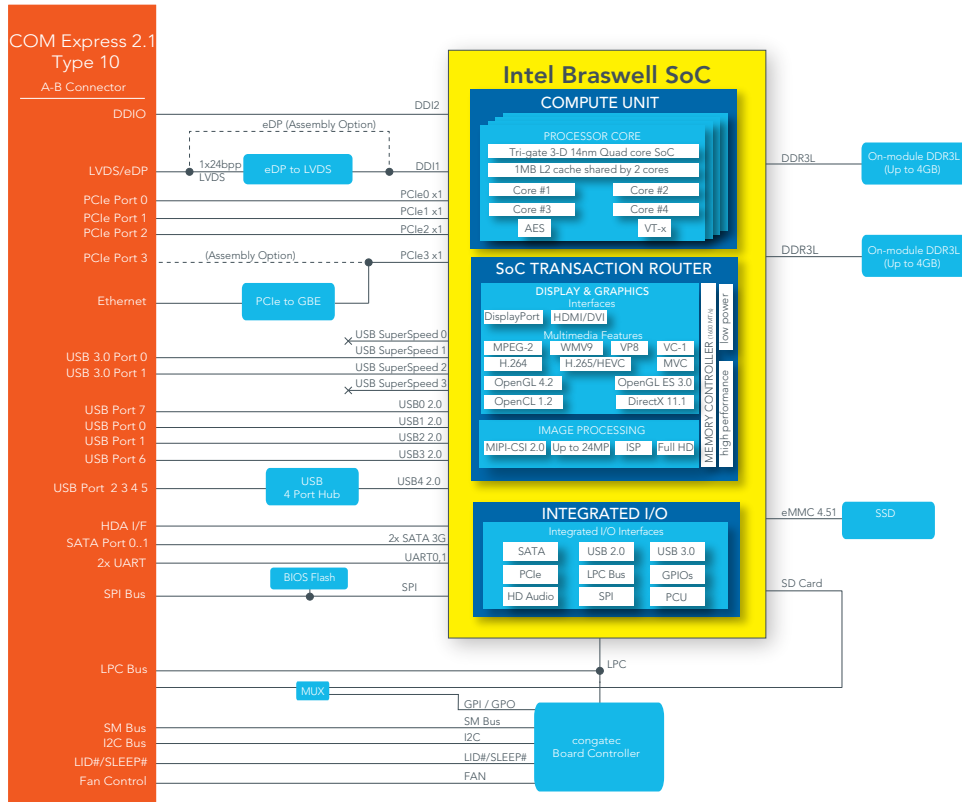 COM Express 2.1
Type 10
A-B Connector
DDIO
LVDS/eDP
PCIe Port 0
PCIe Port 1
PCIe Port 2
PCIe Port 3
Ethernet
USB 3.0 Port 0
USB 3.0 Port 1
USB Port 7
USB Port 0
USB Port 1
USB Port 6
USB Port 2 3 4 5
HDA I/F
SATA Port 0..1
2x UART
SPI Bus
LPC Bus
SM Bus
I2C Bus
LID#/SLEEP#
Fan Control
DDI2
eDP (Assembly Option)
1x24bpp
LVDS
eDP to LVDS
DDI1
PCIe0 x1
PCIe1 x1
PCIe2 x1
(Assembly Option)
PCIe3 x1
PCIe to GBE
USB SuperSpeed 0
USB SuperSpeed 1
USB SuperSpeed 2
USB SuperSpeed 3
USB0 2.0
USB1 2.0
USB2 2.0
USB3 2.0
USB
4 Port Hub
USB4 2.0
2x SATA 3G
UART0,1
BIOS Flash
SPI
MUX
GPI / GPO
SM Bus
I2C
LID#/SLEEP#
FAN
Intel Braswell SoC
COMPUTE UNIT
PROCESSOR CORE
Tri-gate 3-D 14nm Quad core SoC
1MB L2 cache shared by 2 cores
Core #1
Core #2
Core #3
Core #4
AES
VT-x
SoC TRANSACTION ROUTER
DISPLAY & GRAPHICS
Interfaces
DisplayPort
HDMI/DVI
Multimedia Features
MPEG-2
WMV9
VP8
VC-1
H.264
H.265/HEVC
MVC
OpenGL 4.2
OpenGL ES 3.0
OpenCL 1.2
DirectX 11.1
IMAGE PROCESSING
MIPI-CSI 2.0
Up to 24MP
ISP
Full HD
MEMORY CONTROLLER (1600 MT/s)
low power
high performance
INTEGRATED I/O
Integrated I/O Interfaces
SATA
USB 2.0
USB 3.0
PCIe
LPC Bus
GPIOs
HD Audio
SPI
PCU
LPC
congatec
Board Controller
DDR3L
On-module DDR3L
(Up to 4GB)
DDR3L
On-module DDR3L
(Up to 4GB)
eMMC 4.51
SSD
SD Card